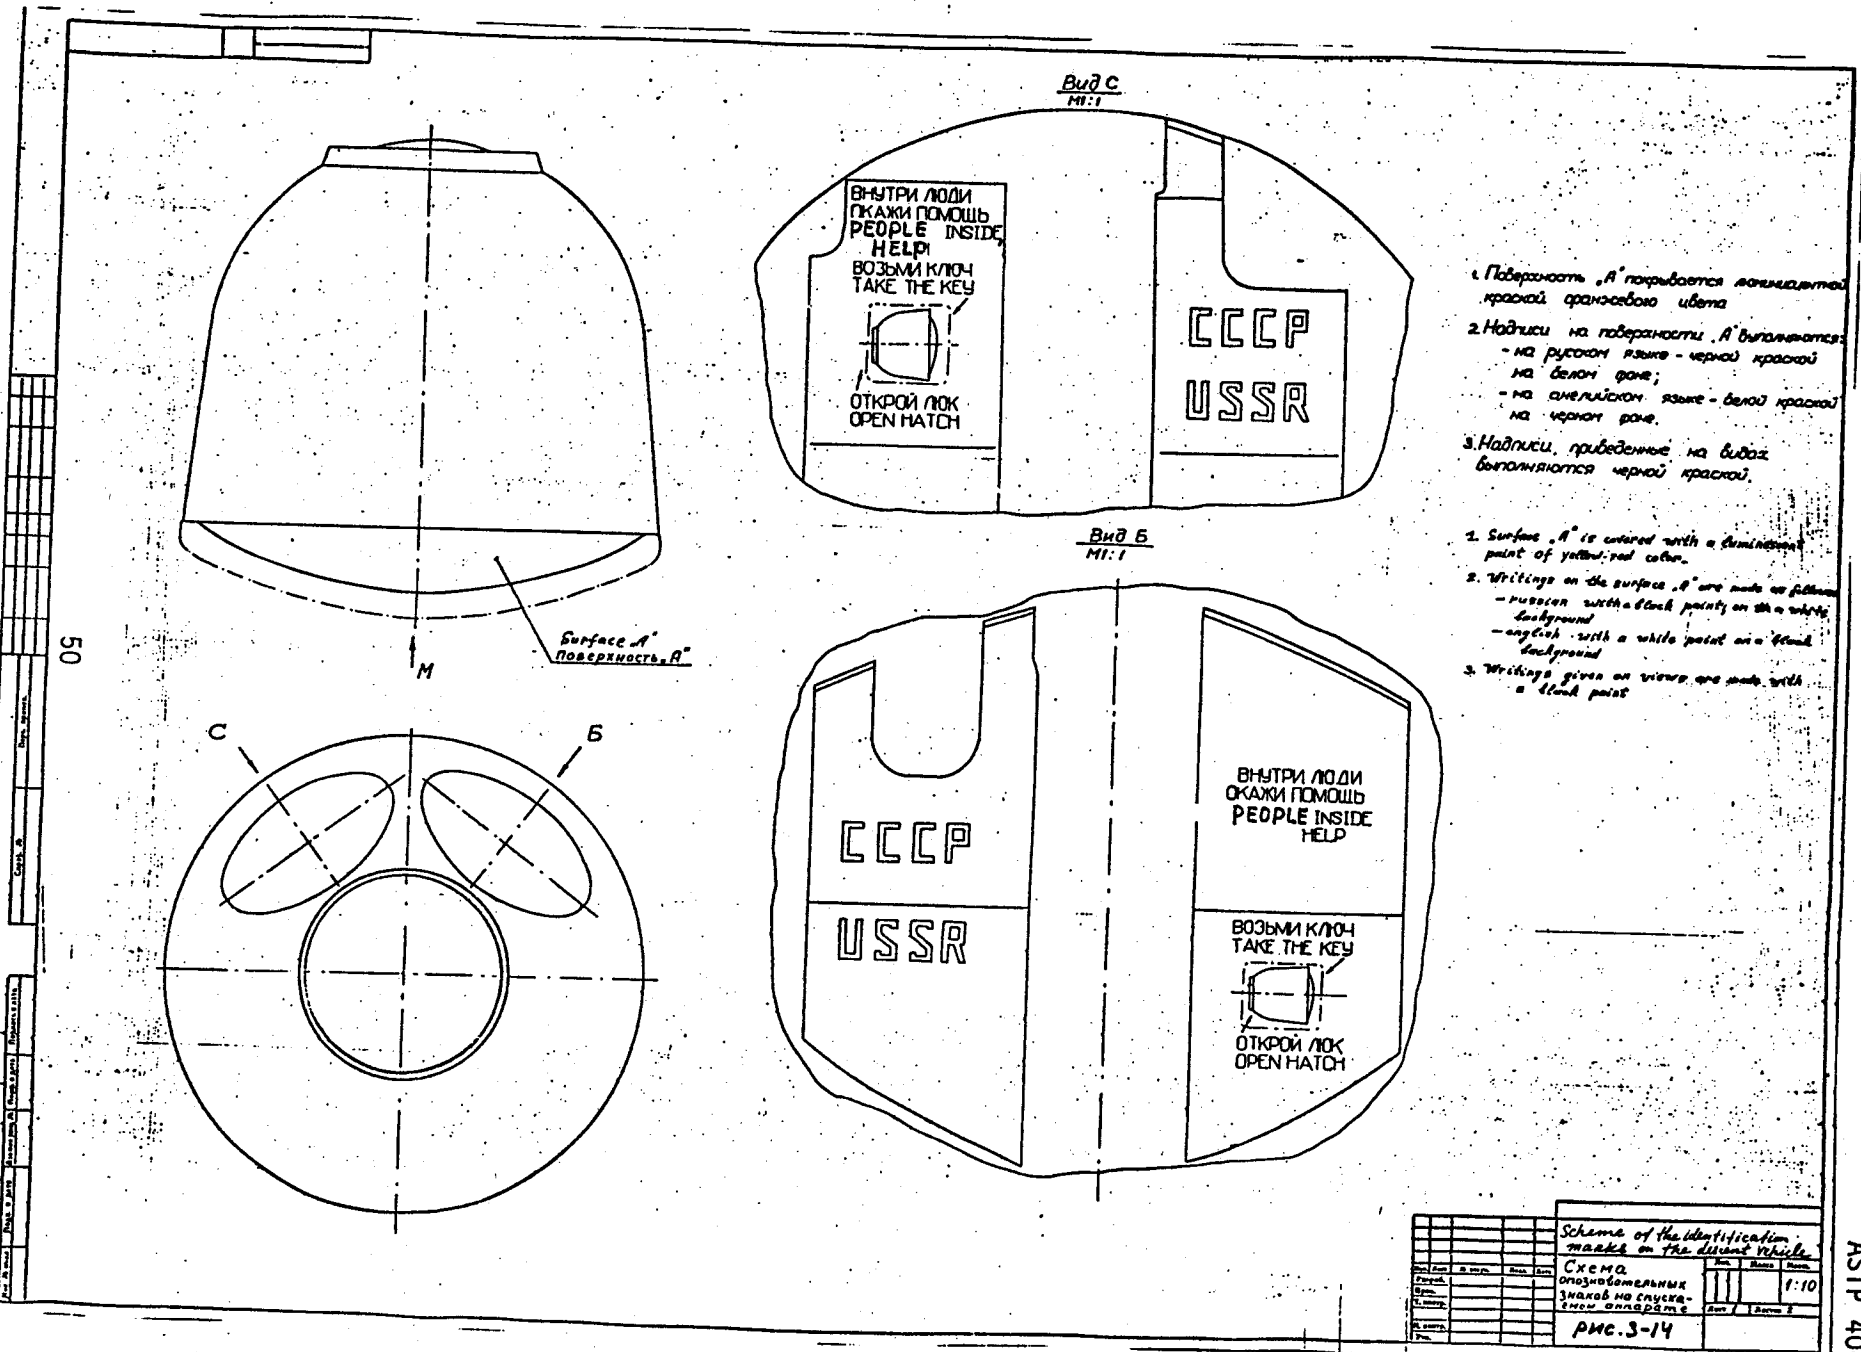 Вид С
М1:1
ВНУТРИ ЛЮДИ
ПКАЖИ ПОМОЩЬ
PEOPLE INSIDE,
HELP!
ВОЗЬМИ КЛЮЧ
TAKE THE KEY
ОТКРОЙ ЛЮК
OPEN HATCH
СССР
USSR
1. Поверхность „А" покрывается
краской оранжевого цвета
2. Надписи на поверхности „А" выполняются:
- на русском языке - черной краской
на белом фоне;
- на английском языке - белой краской
на черном фоне.
3. Надписи, приведенные на видах
выполняются черной краской.
1. Surface „A" is covered with a luminescent
paint of yellow-red color.
2. Writings on the surface „A" are made as follows
- russian with a black paint, on the white
background
- english - with a white paint on a black
background
3. Writings given on views are made with
a black paint
Surface „A"
Поверхность „А"
М
50
С
Б
Вид Б
М1:1
СССР
USSR
ВНУТРИ ЛЮДИ
ОКАЖИ ПОМОЩЬ
PEOPLE INSIDE
HELP
ВОЗЬМИ КЛЮЧ
TAKE THE KEY
ОТКРОЙ ЛЮК
OPEN HATCH
Scheme of the identification
marks on the descent vehicle
Схема
опознавательных
знаков на спуска-
емом аппарате
1:10
Рис. 3-14
ASTP 40